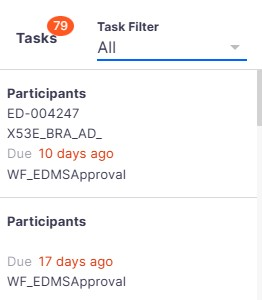 Tasks 79
Task Filter
All
Participants
ED-004247
X53E_BRA_AD_
Due 10 days ago
WF_EDMSApproval
Participants
Due 17 days ago
WF_EDMSApproval